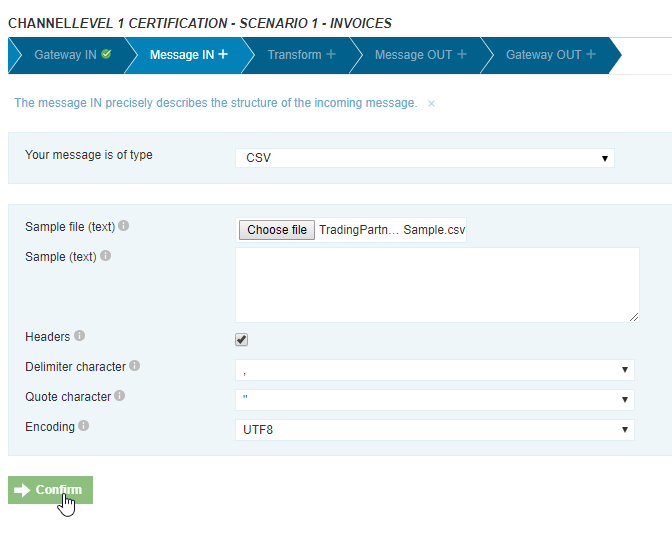 CHANNELLEVEL 1 CERTIFICATION - SCENARIO 1 - INVOICES
Gateway IN Message IN + Transform + Message OUT + Gateway OUT +
The message IN precisely describes the structure of the incoming message. ×
Your message is of type CSV
Sample file (text) Choose file TradingPartn... Sample.csv
Sample (text)
Headers
Delimiter character ,
Quote character "
Encoding UTF8
Confirm